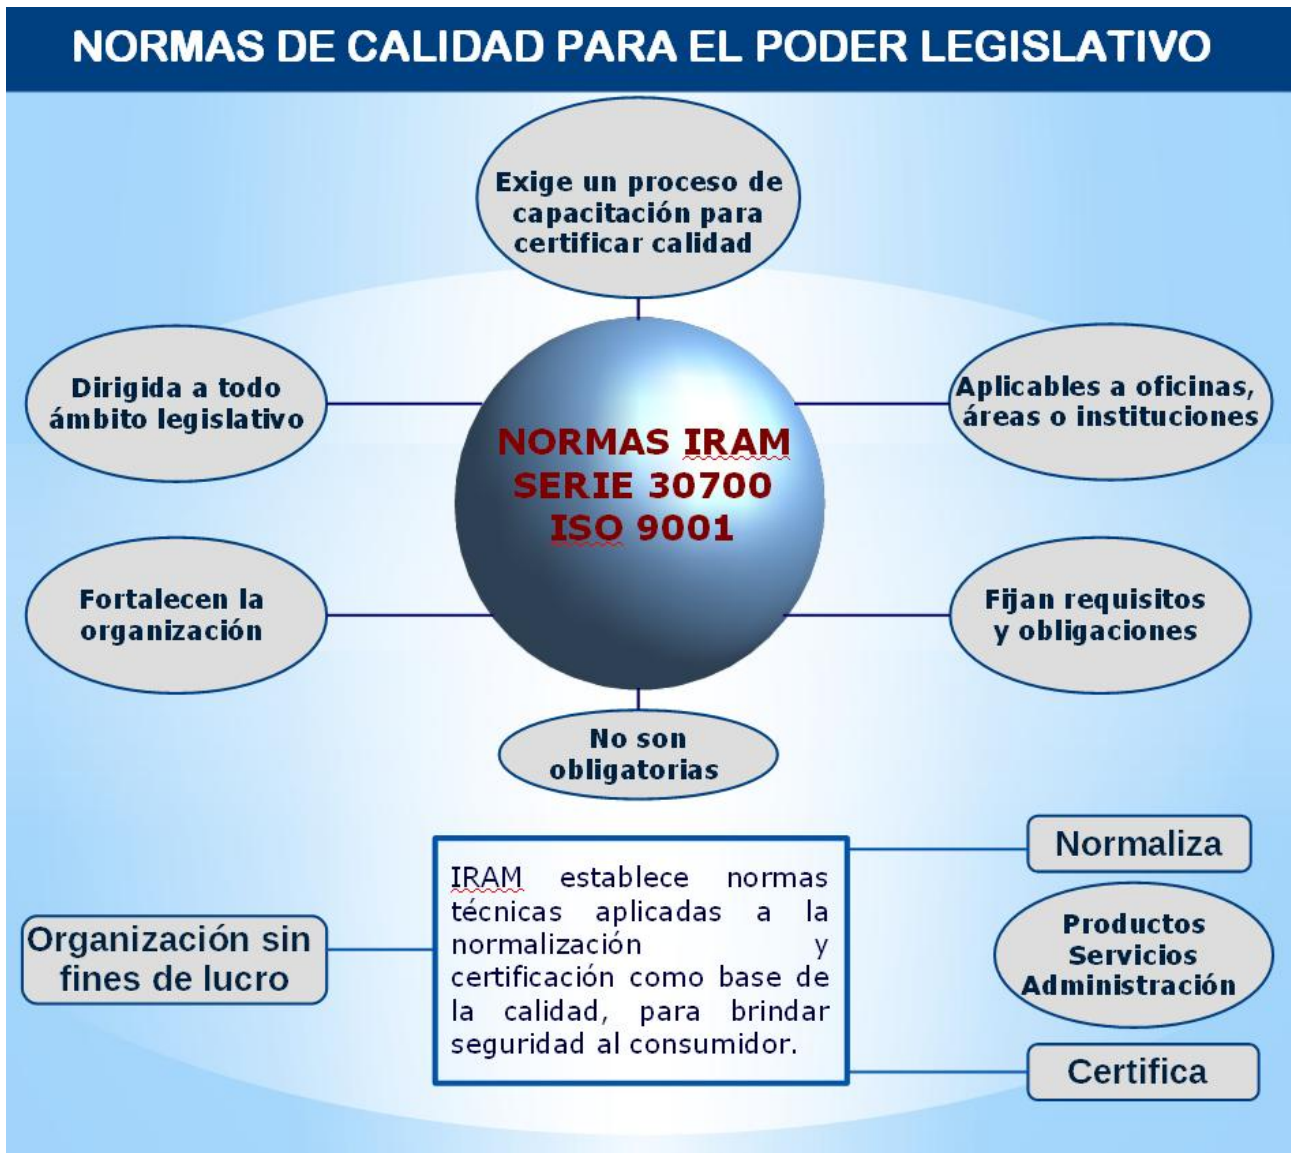 NORMAS DE CALIDAD PARA EL PODER LEGISLATIVO
Exige un proceso de
capacitación para
certificar calidad
Dirigida a todo
ámbito legislativo
Aplicables a oficinas,
áreas o instituciones
NORMAS IRAM
SERIE 30700
ISO 9001
Fortalecen la
organización
Fijan requisitos
y obligaciones
No son
obligatorias
Organización sin
fines de lucro
IRAM establece normas
técnicas aplicadas a la
normalización y
certificación como base de
la calidad, para brindar
seguridad al consumidor.
Normaliza
Productos
Servicios
Administración
Certifica